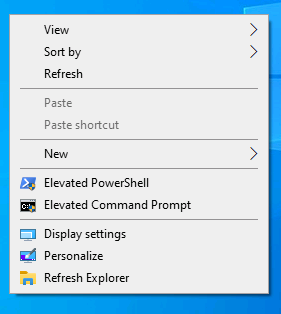 View
Sort by
Refresh
Paste
Paste shortcut
New
Elevated PowerShell
Elevated Command Prompt
Display settings
Personalize
Refresh Explorer